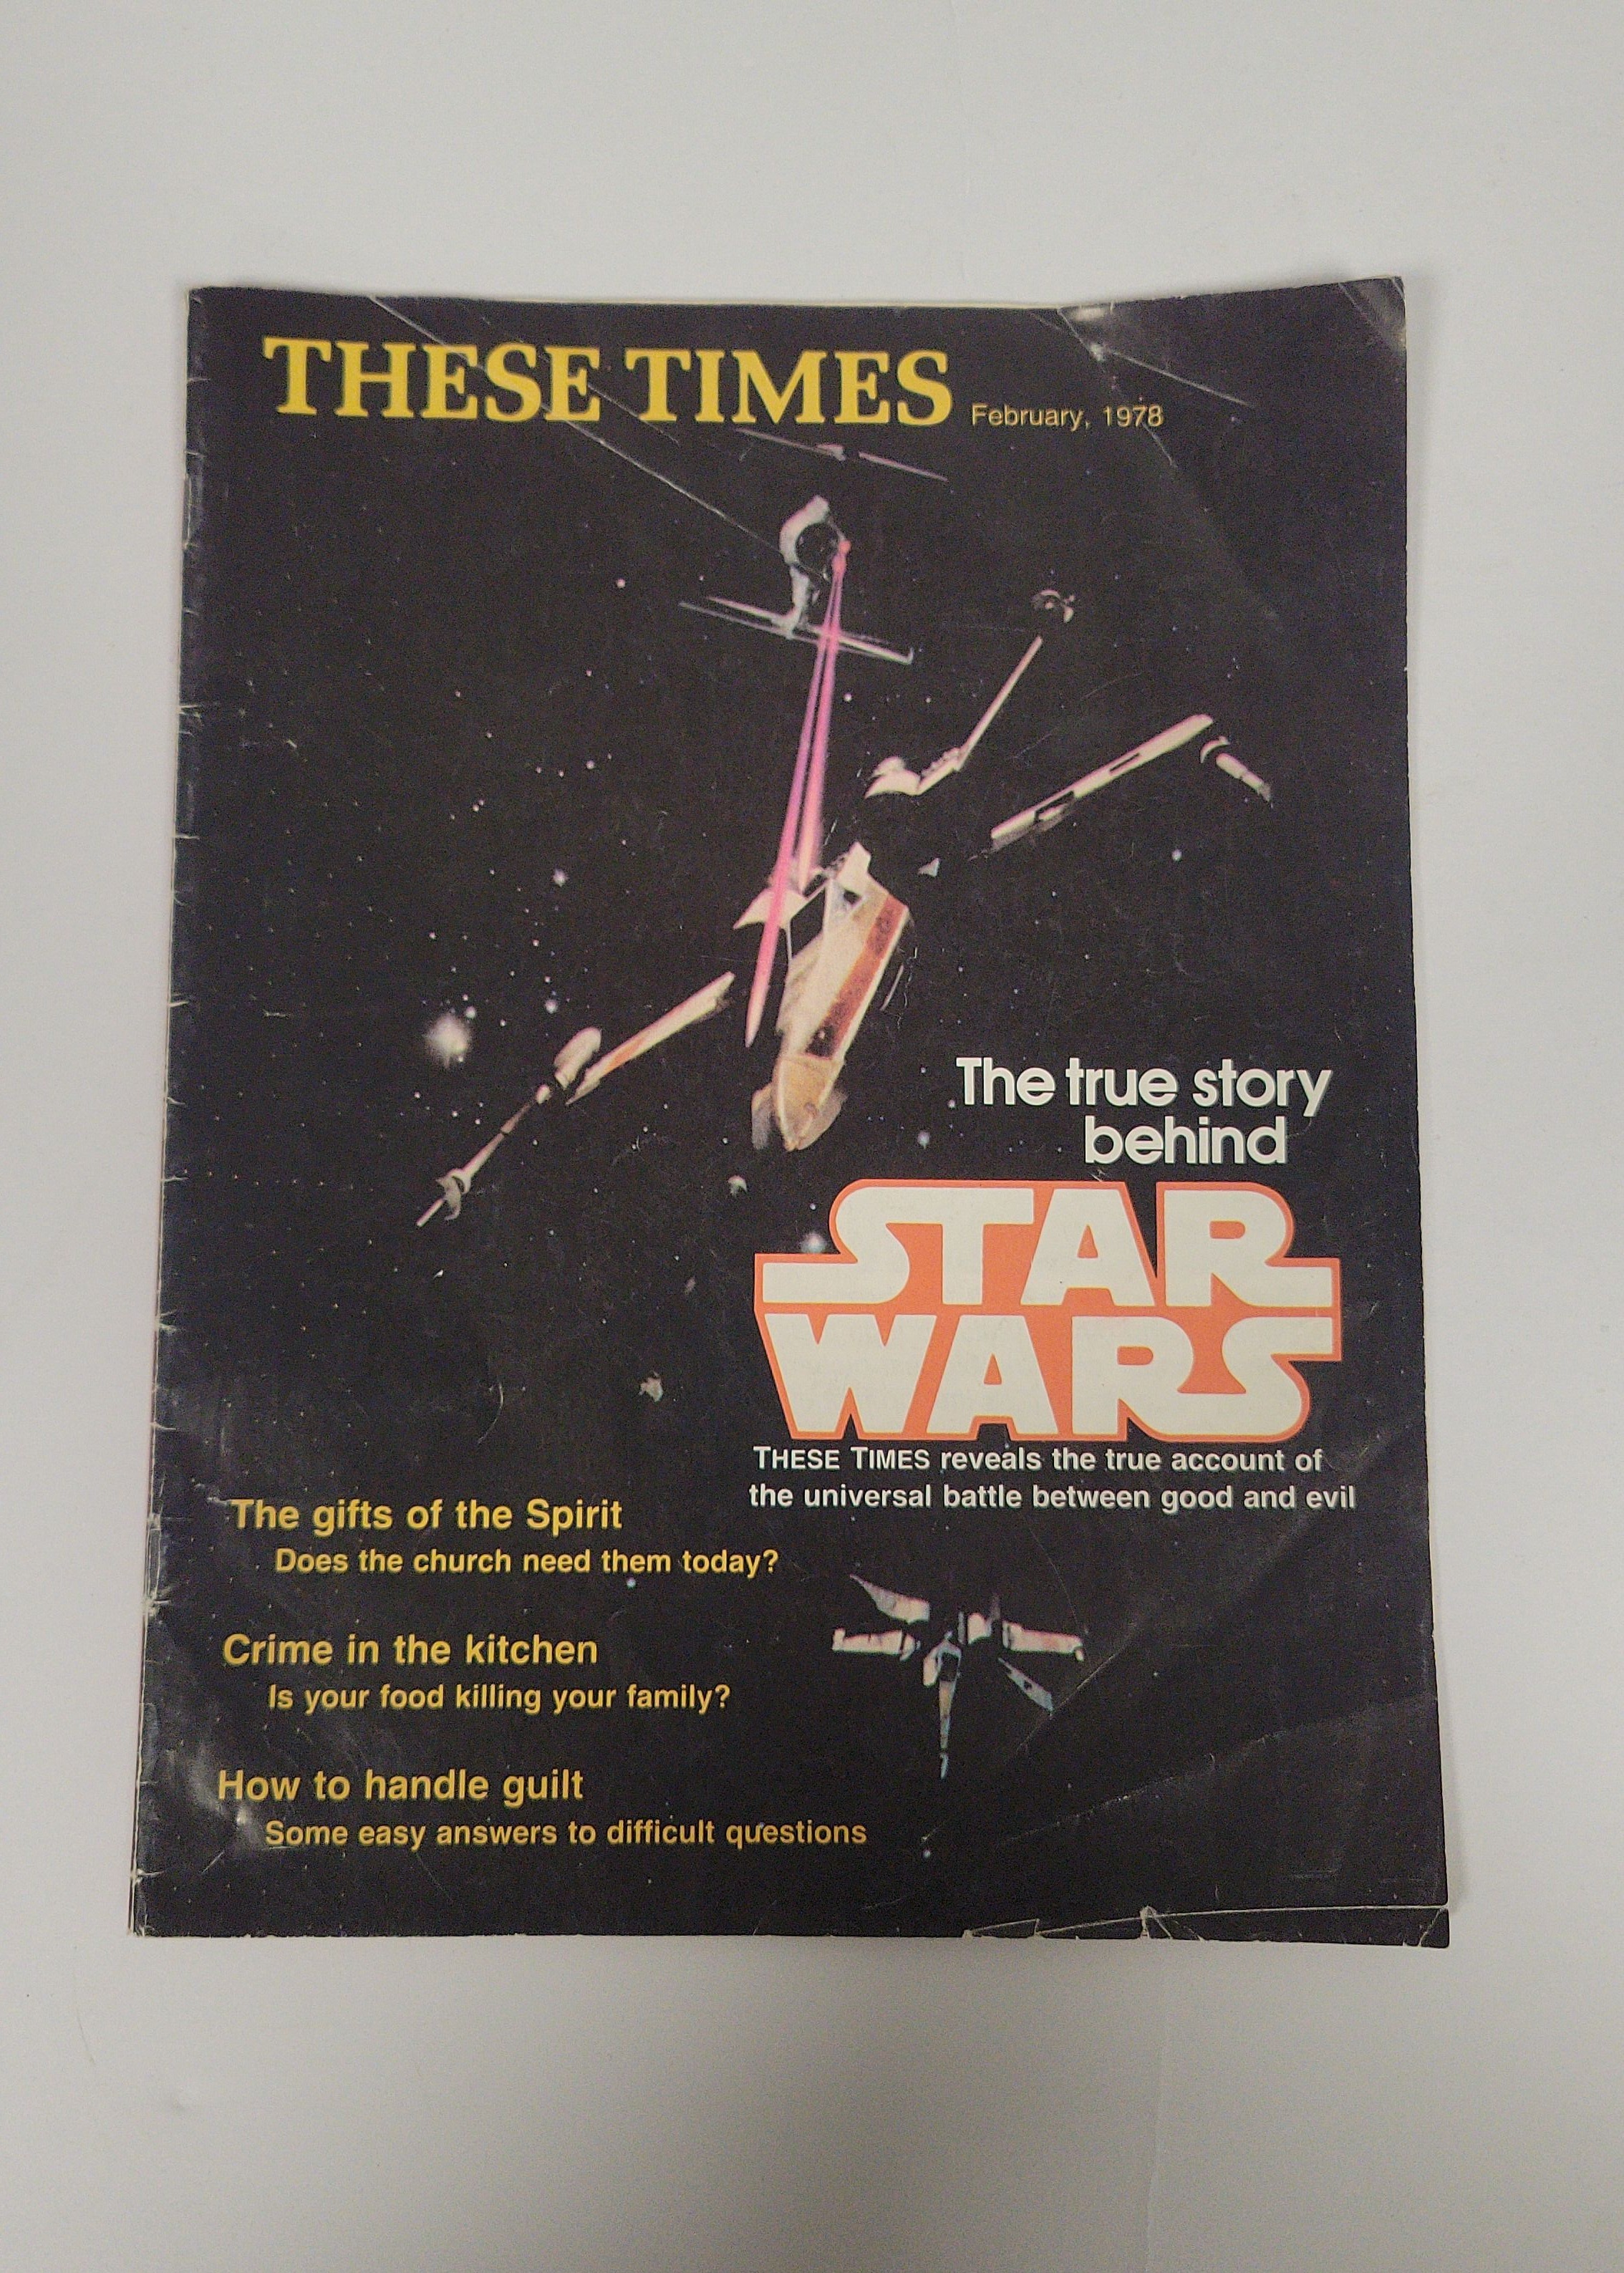 THESE TIMES February, 1978
The true story
behind
STAR
WARS
THESE TIMES reveals the true account of
the universal battle between good and evil
The gifts of the Spirit
Does the church need them today?
Crime in the kitchen
Is your food killing your family?
How to handle guilt
Some easy answers to difficult questions